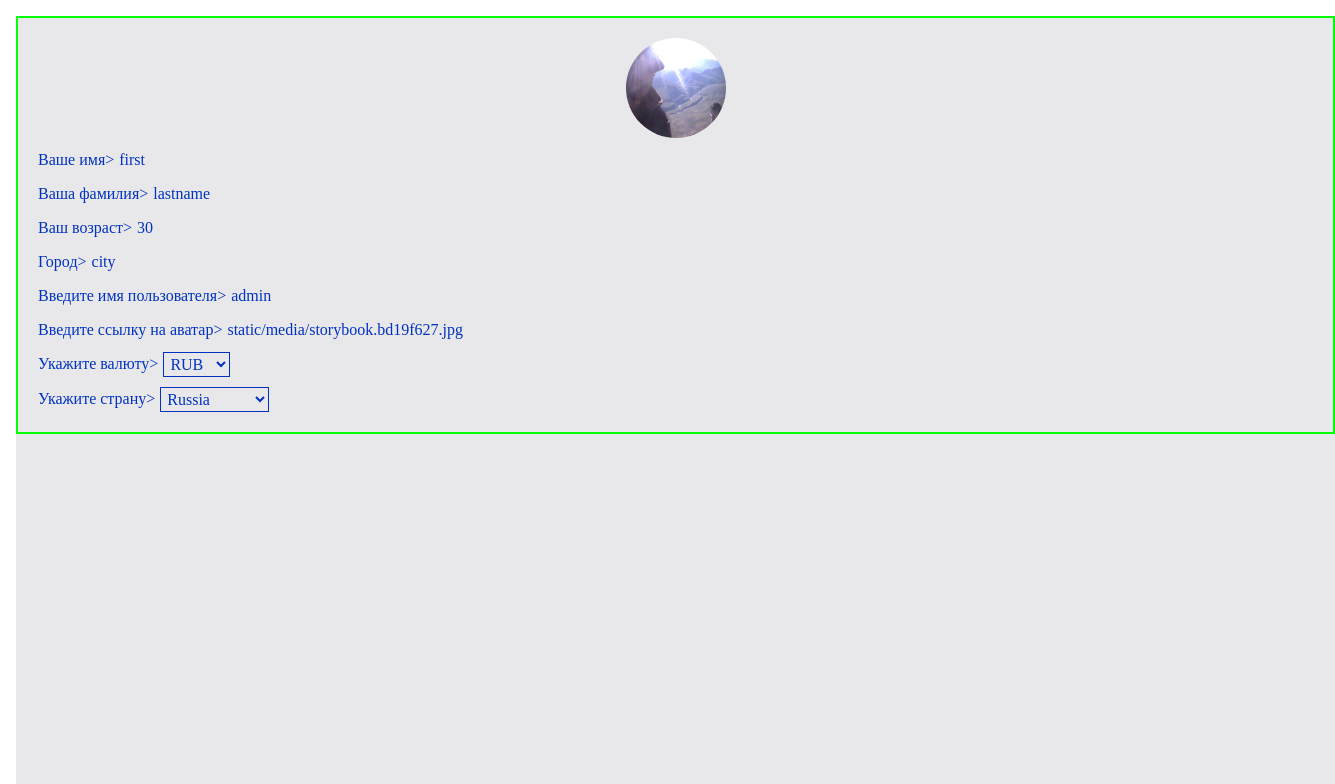 Ваше имя> first
Ваша фамилия> lastname
Ваш возраст> 30
Город> city
Введите имя пользователя> admin
Введите ссылку на аватар> static/media/storybook.bd19f627.jpg
Укажите валюту> RUB
Укажите страну> Russia